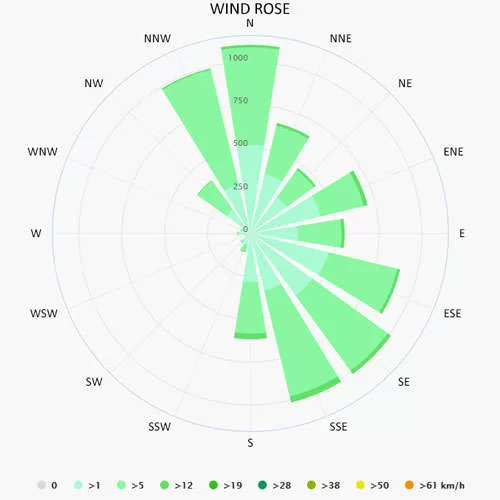 WIND ROSE
N
NNW
NNE
1000
NW
NE
750
500
WNW
ENE
250
0
W
E
WSW
ESE
SW
SE
SSW
SSE
S
0 >1 >5 >12 >19 >28 >38 >50 >61 km/h